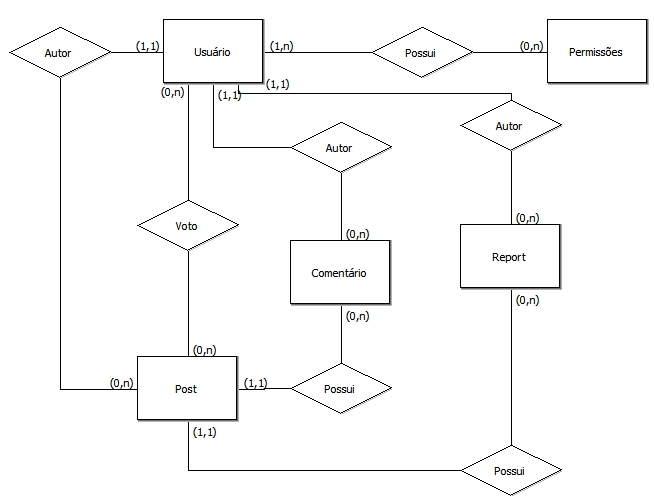 Autor
(1,1)
Usuário
(1,n)
Possui
(0,n)
Permissões
(0,n)
(1,1)
(1,1)
Autor
Autor
Voto
(0,n)
(0,n)
Comentário
Report
(0,n)
(0,n)
(0,n)
(0,n)
Post
(1,1)
Possui
(1,1)
Possui